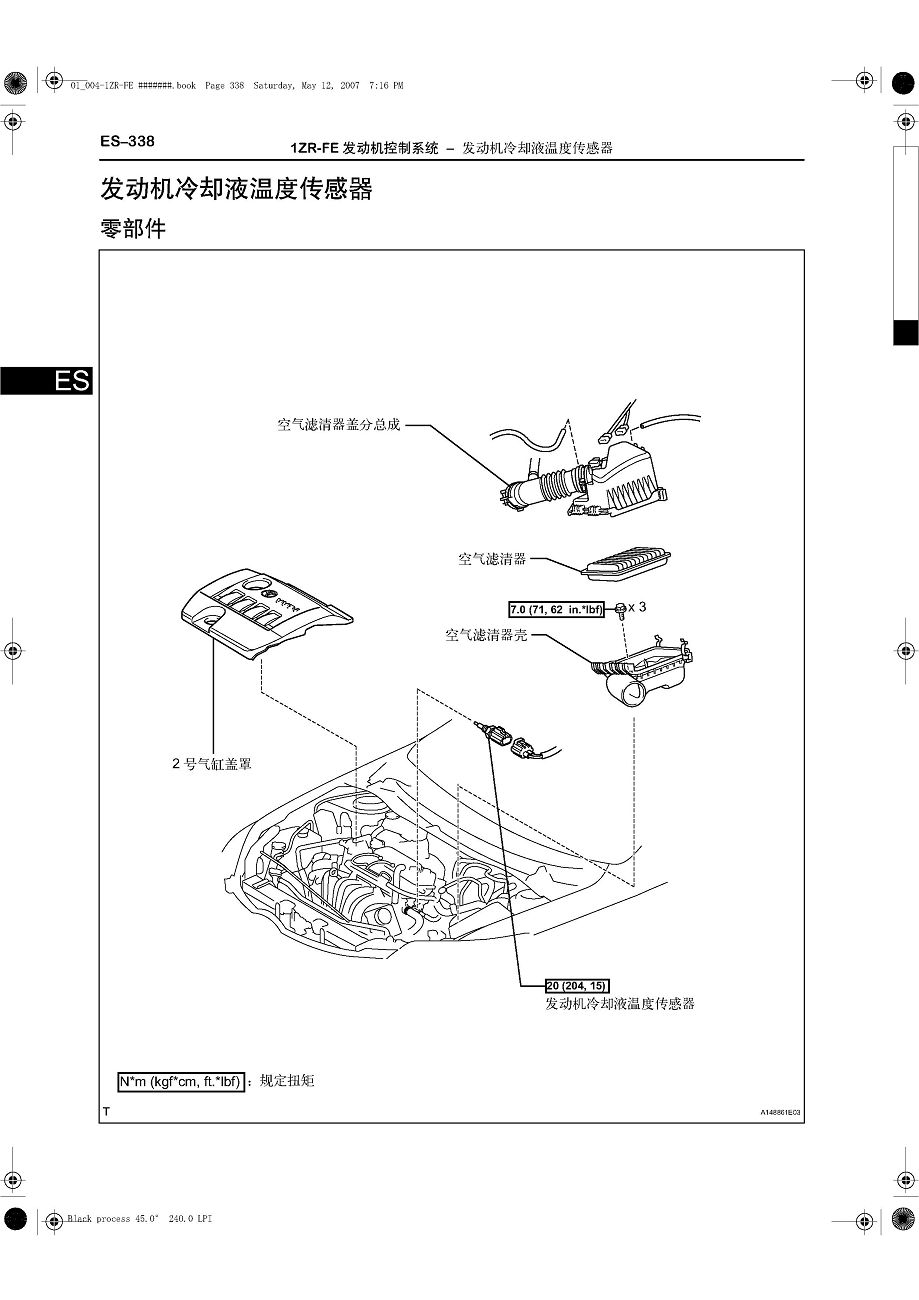 01_004-1ZR-FE #######.book Page 338 Saturday, May 12, 2007 7:16 PM
ES–338
1ZR-FE 发动机控制系统 – 发动机冷却液温度传感器
发动机冷却液温度传感器
零部件
ES
空气滤清器盖分总成
空气滤清器
7.0 (71, 62 in.*lbf)
x 3
空气滤清器壳
2 号气缸盖罩
20 (204, 15)
发动机冷却液温度传感器
N*m (kgf*cm, ft.*lbf) : 规定扭矩
T
A148861E03
Black process 45.0° 240.0 LPI